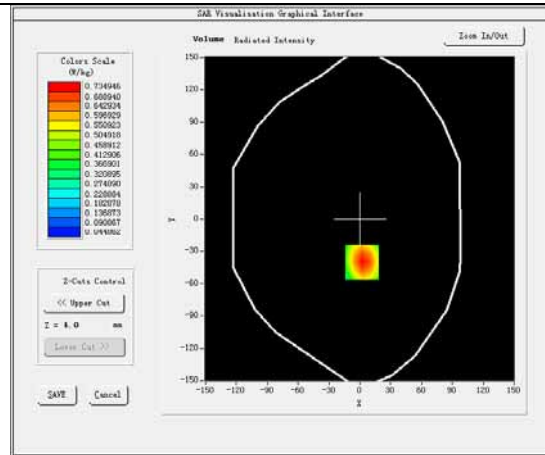 SAR Visualisation Graphical Interface
Volume Radiated Intensity
Zoom In/Out
Colors Scale
(W/kg)
0.734946
0.688940
0.642934
0.596929
0.550923
0.504918
0.458912
0.412906
0.366901
0.320895
0.274890
0.228884
0.182878
0.136873
0.090867
0.044862
Z-Cuts Control
<< Upper Cut
Z = 4.0 mm
Lower Cut >>
SAVE
Cancel
150
120
90
60
30
0
-30
-60
-90
-120
-150
Y
-150 -120 -90 -60 -30 0 30 60 90 120 150
X